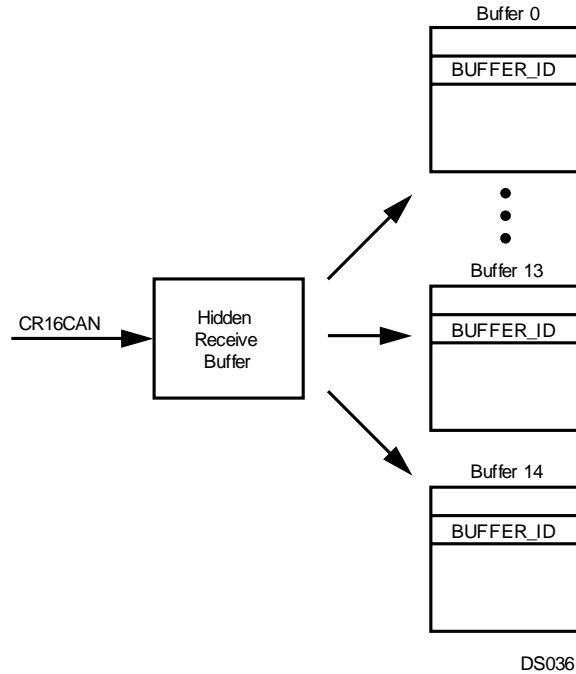 Buffer 0
BUFFER_ID
Buffer 13
BUFFER_ID
CR16CAN
Hidden
Receive
Buffer
Buffer 14
BUFFER_ID
DS036